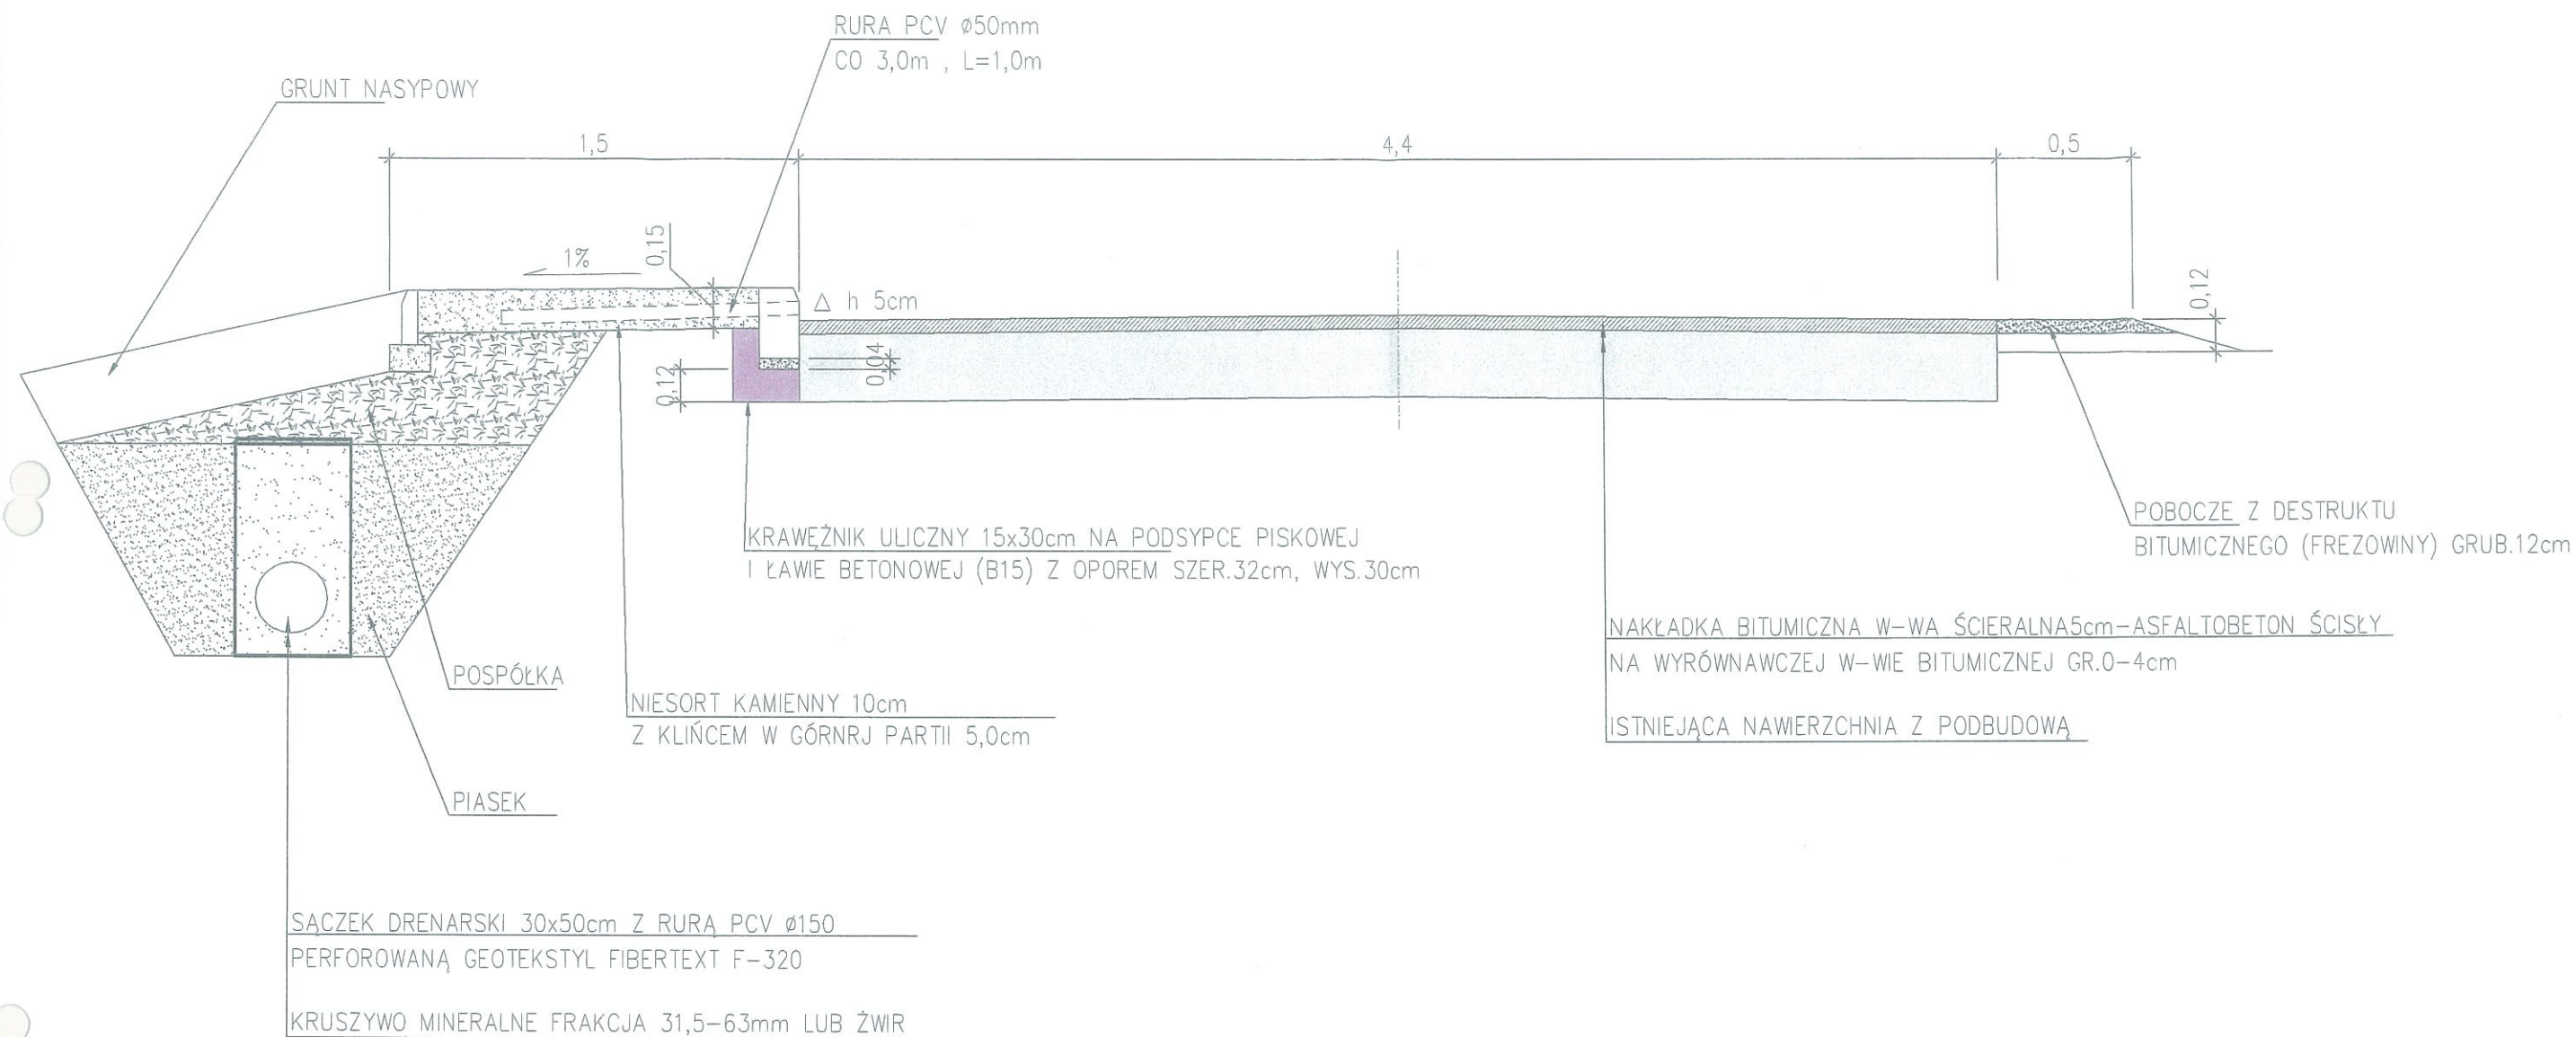 RURA PCV ø50mm
CO 3,0m , L=1,0m
GRUNT NASYPOWY
1,5
4,4
0,5
1%
0,15
0,12
△ h 5cm
0,04
0,12
KRAWĘŻNIK ULICZNY 15x30cm NA PODSYPCE PISKOWEJ
I ŁAWIE BETONOWEJ (B15) Z OPOREM SZER.32cm, WYS.30cm
POBOCZE Z DESTRUKTU
BITUMICZNEGO (FREZOWINY) GRUB.12cm
NAKŁADKA BITUMICZNA W-WA ŚCIERALNA5cm-ASFALTOBETON ŚCISŁY
NA WYRÓWNAWCZEJ W-WIE BITUMICZNEJ GR.0-4cm
ISTNIEJĄCA NAWIERZCHNIA Z PODBUDOWĄ
POSPÓŁKA
NIESORT KAMIENNY 10cm
Z KLIŃCEM W GÓRNRJ PARTII 5,0cm
PIASEK
SĄCZEK DRENARSKI 30x50cm Z RURĄ PCV ø150
PERFOROWANĄ GEOTEKSTYL FIBERTEXT F-320
KRUSZYWO MINERALNE FRAKCJA 31,5-63mm LUB ŻWIR